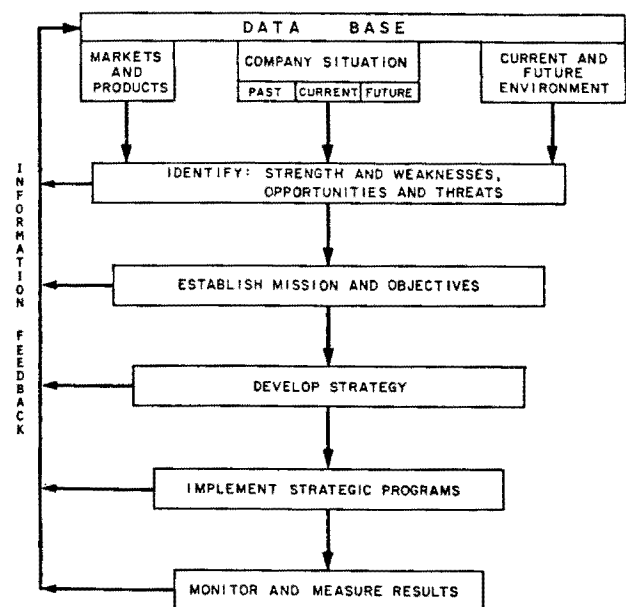 DATA BASE
MARKETS
AND
PRODUCTS
COMPANY SITUATION
PAST CURRENT FUTURE
CURRENT AND
FUTURE
ENVIRONMENT
IDENTIFY: STRENGTH AND WEAKNESSES,
OPPORTUNITIES AND THREATS
ESTABLISH MISSION AND OBJECTIVES
DEVELOP STRATEGY
IMPLEMENT STRATEGIC PROGRAMS
MONITOR AND MEASURE RESULTS
INFORMATION FEEDBACK